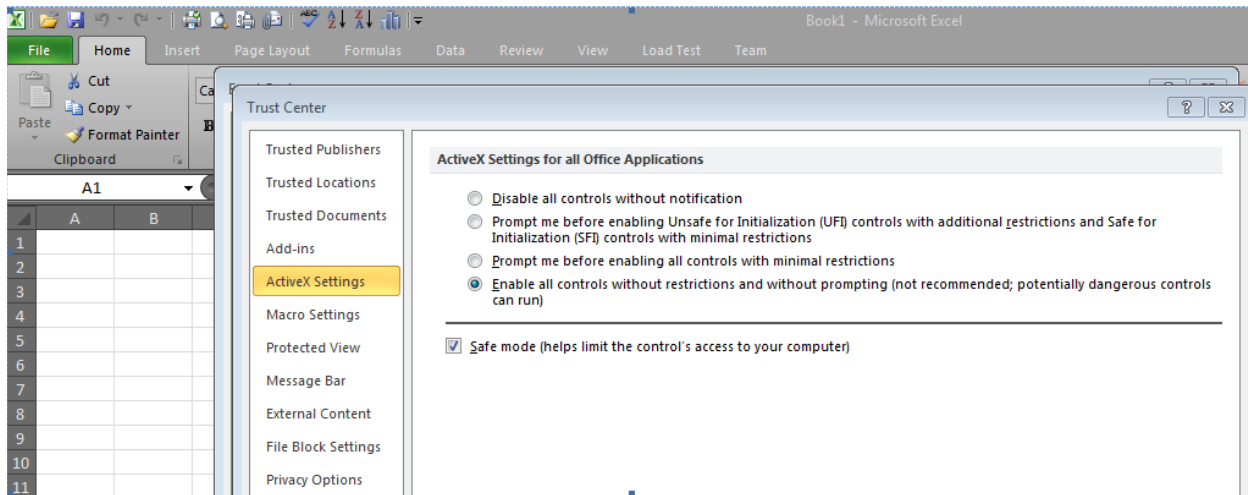 Book1 - Microsoft Excel
File Home Insert Page Layout Formulas Data Review View Load Test Team
Paste
Cut
Copy
Format Painter
Clipboard
Ca
B
Trust Center
A1
A B
1
2
3
4
5
6
7
8
9
10
11
Trusted Publishers
Trusted Locations
Trusted Documents
Add-ins
ActiveX Settings
Macro Settings
Protected View
Message Bar
External Content
File Block Settings
Privacy Options
ActiveX Settings for all Office Applications
Disable all controls without notification
Prompt me before enabling Unsafe for Initialization (UFI) controls with additional restrictions and Safe for
Initialization (SFI) controls with minimal restrictions
Prompt me before enabling all controls with minimal restrictions
Enable all controls without restrictions and without prompting (not recommended; potentially dangerous controls
can run)
Safe mode (helps limit the control's access to your computer)